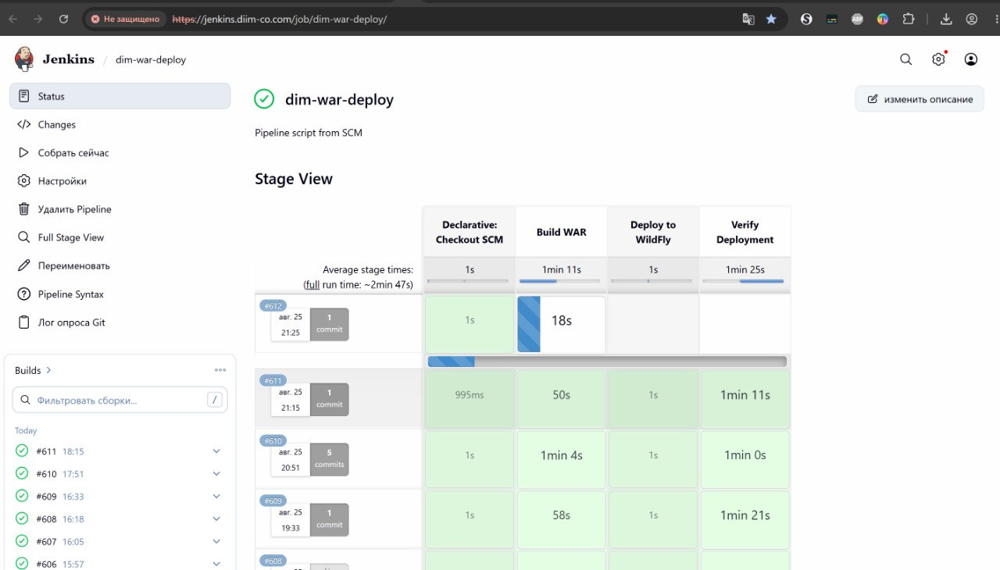 Не защищено https://jenkins.diim-co.com/job/dim-war-deploy/
Jenkins / dim-war-deploy
Status
Changes
Собрать сейчас
Настройки
Удалить Pipeline
Full Stage View
Переименовать
Pipeline Syntax
Лог опроса Git
Builds
Фильтровать сборки... /
Today
#611 18:15
#610 17:51
#609 16:33
#608 16:18
#607 16:05
#606 15:57
dim-war-deploy
изменить описание
Pipeline script from SCM
Stage View
Declarative: Checkout SCM
Build WAR
Deploy to WildFly
Verify Deployment
Average stage times:
(full run time: ~2min 47s)
1s 1min 11s 1s 1min 25s
#612
авг. 25 21:25
1 commit
1s 18s
#611
авг. 25 21:15
1 commit
995ms 50s 1s 1min 11s
#610
авг. 25 20:51
5 commits
1s 1min 4s 1s 1min 0s
#609
авг. 25 19:33
1 commit
1s 58s 1s 1min 21s
#608